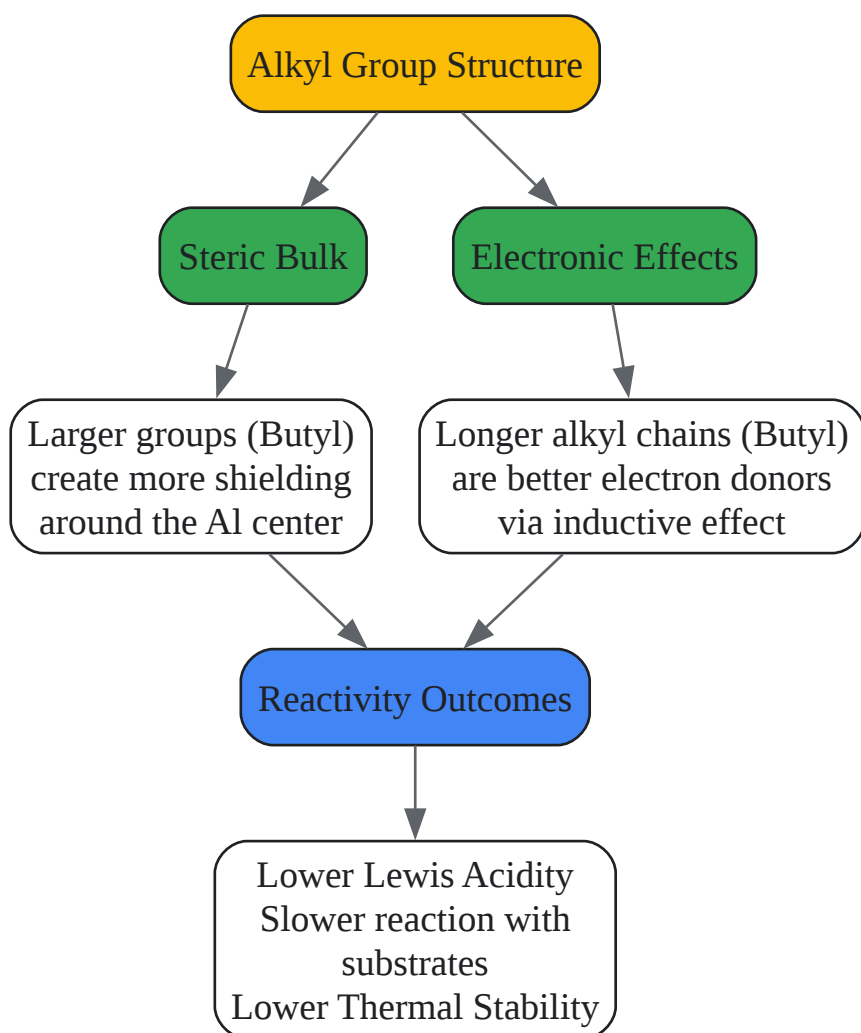 Alkyl Group Structure
Steric Bulk
Electronic Effects
Larger groups (Butyl)
create more shielding
around the Al center
Longer alkyl chains (Butyl)
are better electron donors
via inductive effect
Reactivity Outcomes
Lower Lewis Acidity
Slower reaction with
substrates
Lower Thermal Stability